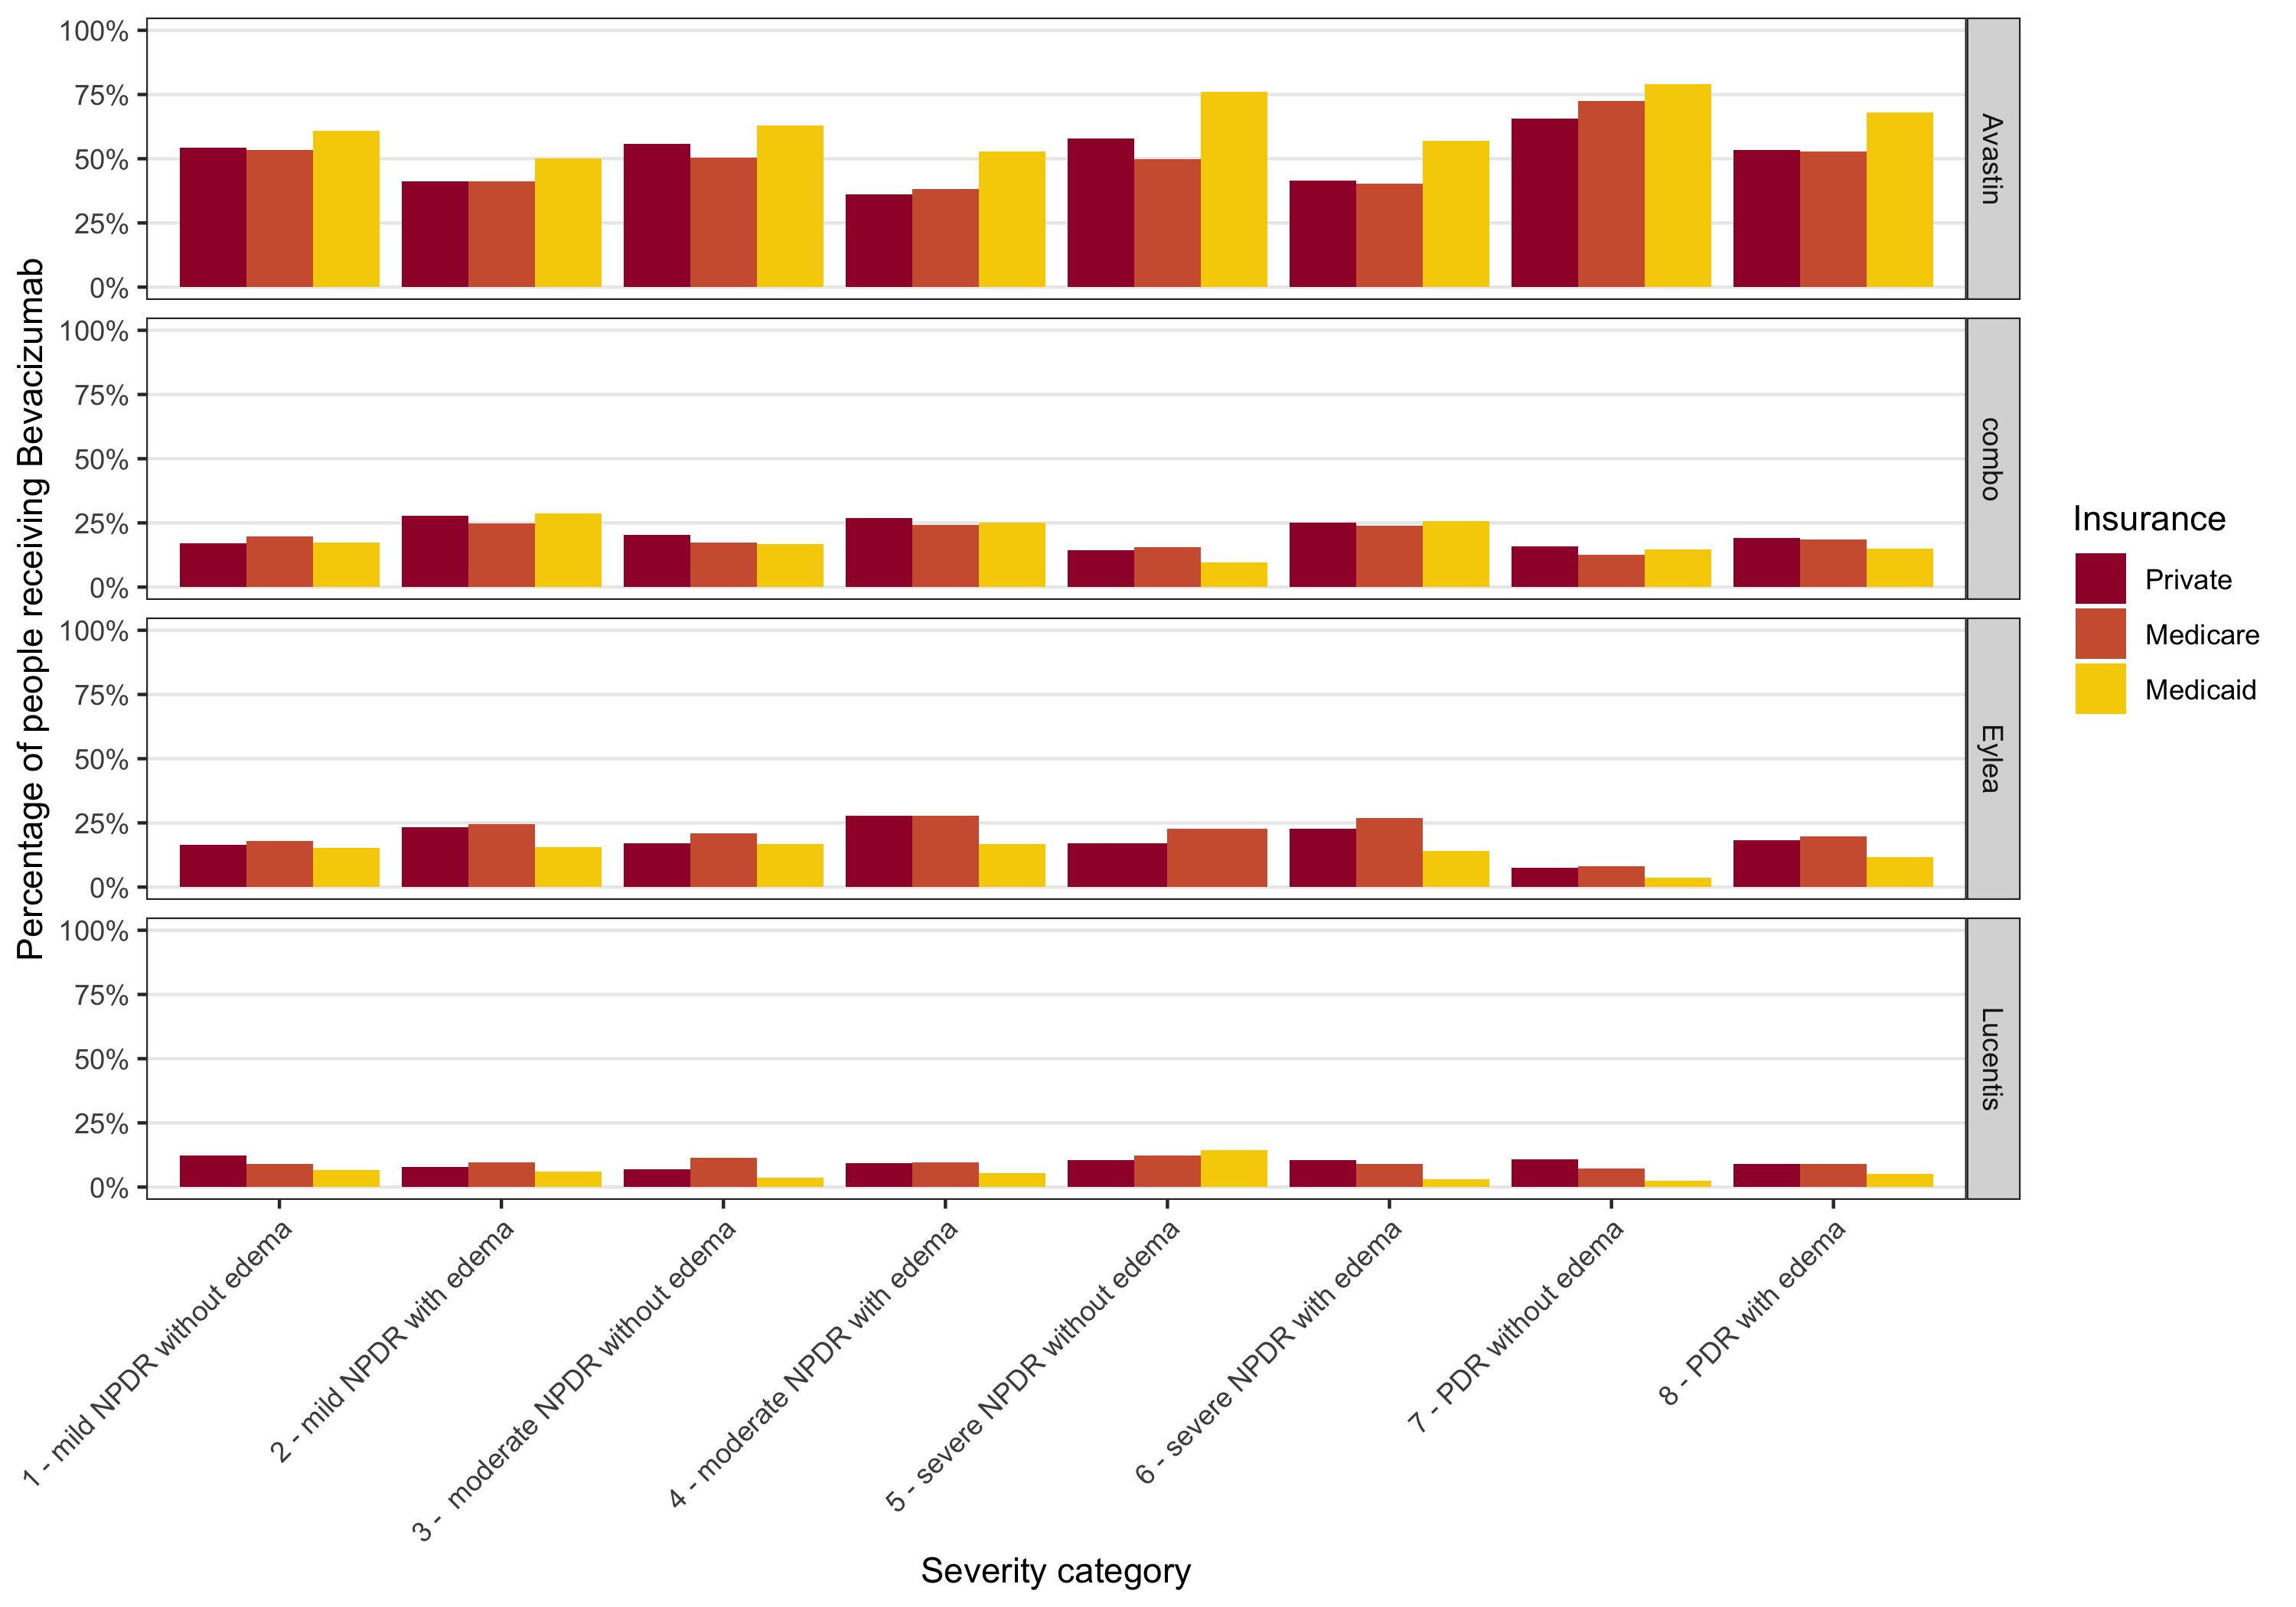 Percentage of people receiving Bevacizumab
100%
75%
50%
25%
0%
Avastin
100%
75%
50%
25%
0%
combo
100%
75%
50%
25%
0%
Eylea
100%
75%
50%
25%
0%
Lucentis
1 - mild NPDR without edema
2 - mild NPDR with edema
3 -  moderate NPDR without edema
4 - moderate NPDR with edema
5 - severe NPDR without edema
6 - severe NPDR with edema
7 - PDR without edema
8 - PDR with edema
Severity category
Insurance
Private
Medicare
Medicaid